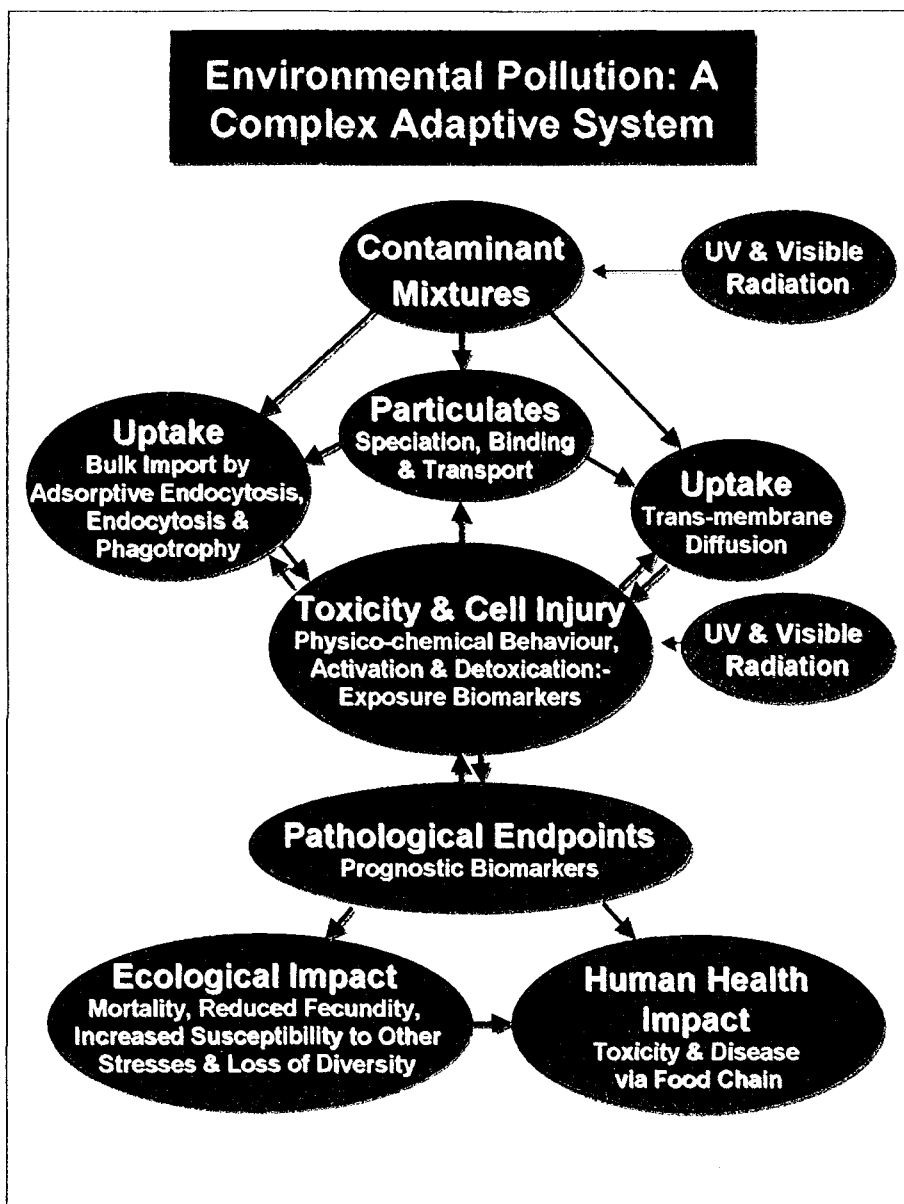 Environmental Pollution: A
Complex Adaptive System
Contaminant
Mixtures
UV & Visible
Radiation
Particulates
Speciation, Binding
& Transport
Uptake
Bulk Import by
Adsorptive Endocytosis,
Endocytosis &
Phagotrophy
Uptake
Trans-membrane
Diffusion
Toxicity & Cell Injury
Physico-chemical Behaviour,
Activation & Detoxication:-
Exposure Biomarkers
UV & Visible
Radiation
Pathological Endpoints
Prognostic Biomarkers
Ecological Impact
Mortality, Reduced Fecundity,
Increased Susceptibility to Other
Stresses & Loss of Diversity
Human Health
Impact
Toxicity & Disease
via Food Chain